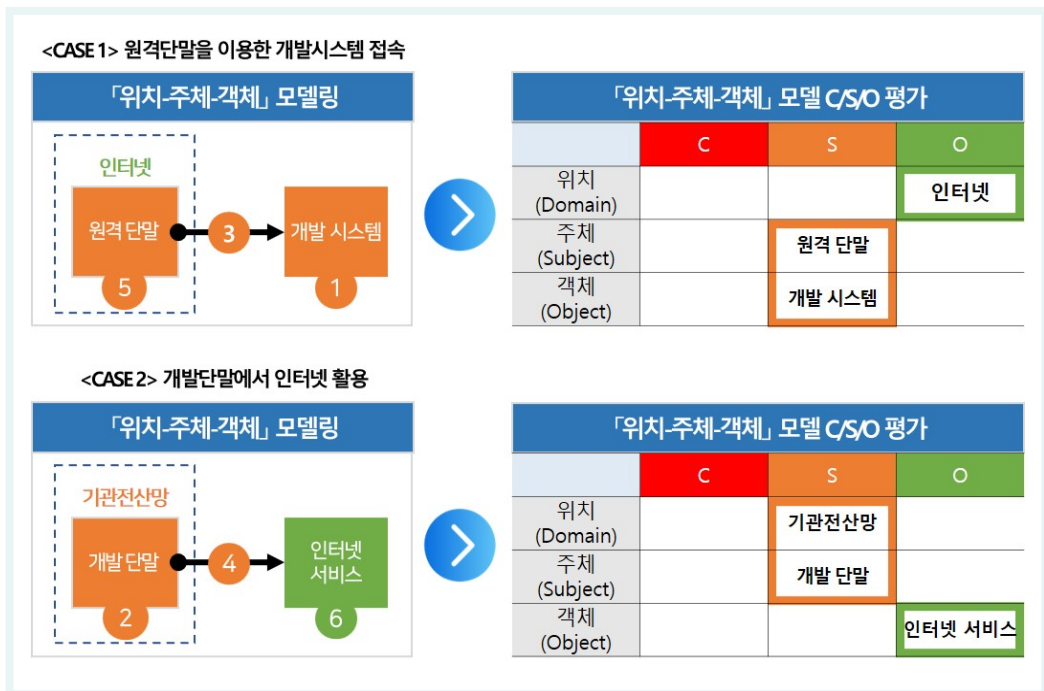 <CASE 1> 원격단말을 이용한 개발시스템 접속
「위치-주체-객체」 모델링
인터넷
원격 단말
3
개발 시스템
5
1
「위치-주체-객체」 모델 C/S/O 평가
C S O
위치
(Domain)
인터넷
주체
(Subject)
원격 단말
객체
(Object)
개발 시스템
<CASE 2> 개발단말에서 인터넷 활용
「위치-주체-객체」 모델링
기관전산망
개발 단말
4
인터넷
서비스
2
6
「위치-주체-객체」 모델 C/S/O 평가
C S O
위치
(Domain)
기관전산망
주체
(Subject)
개발 단말
객체
(Object)
인터넷 서비스